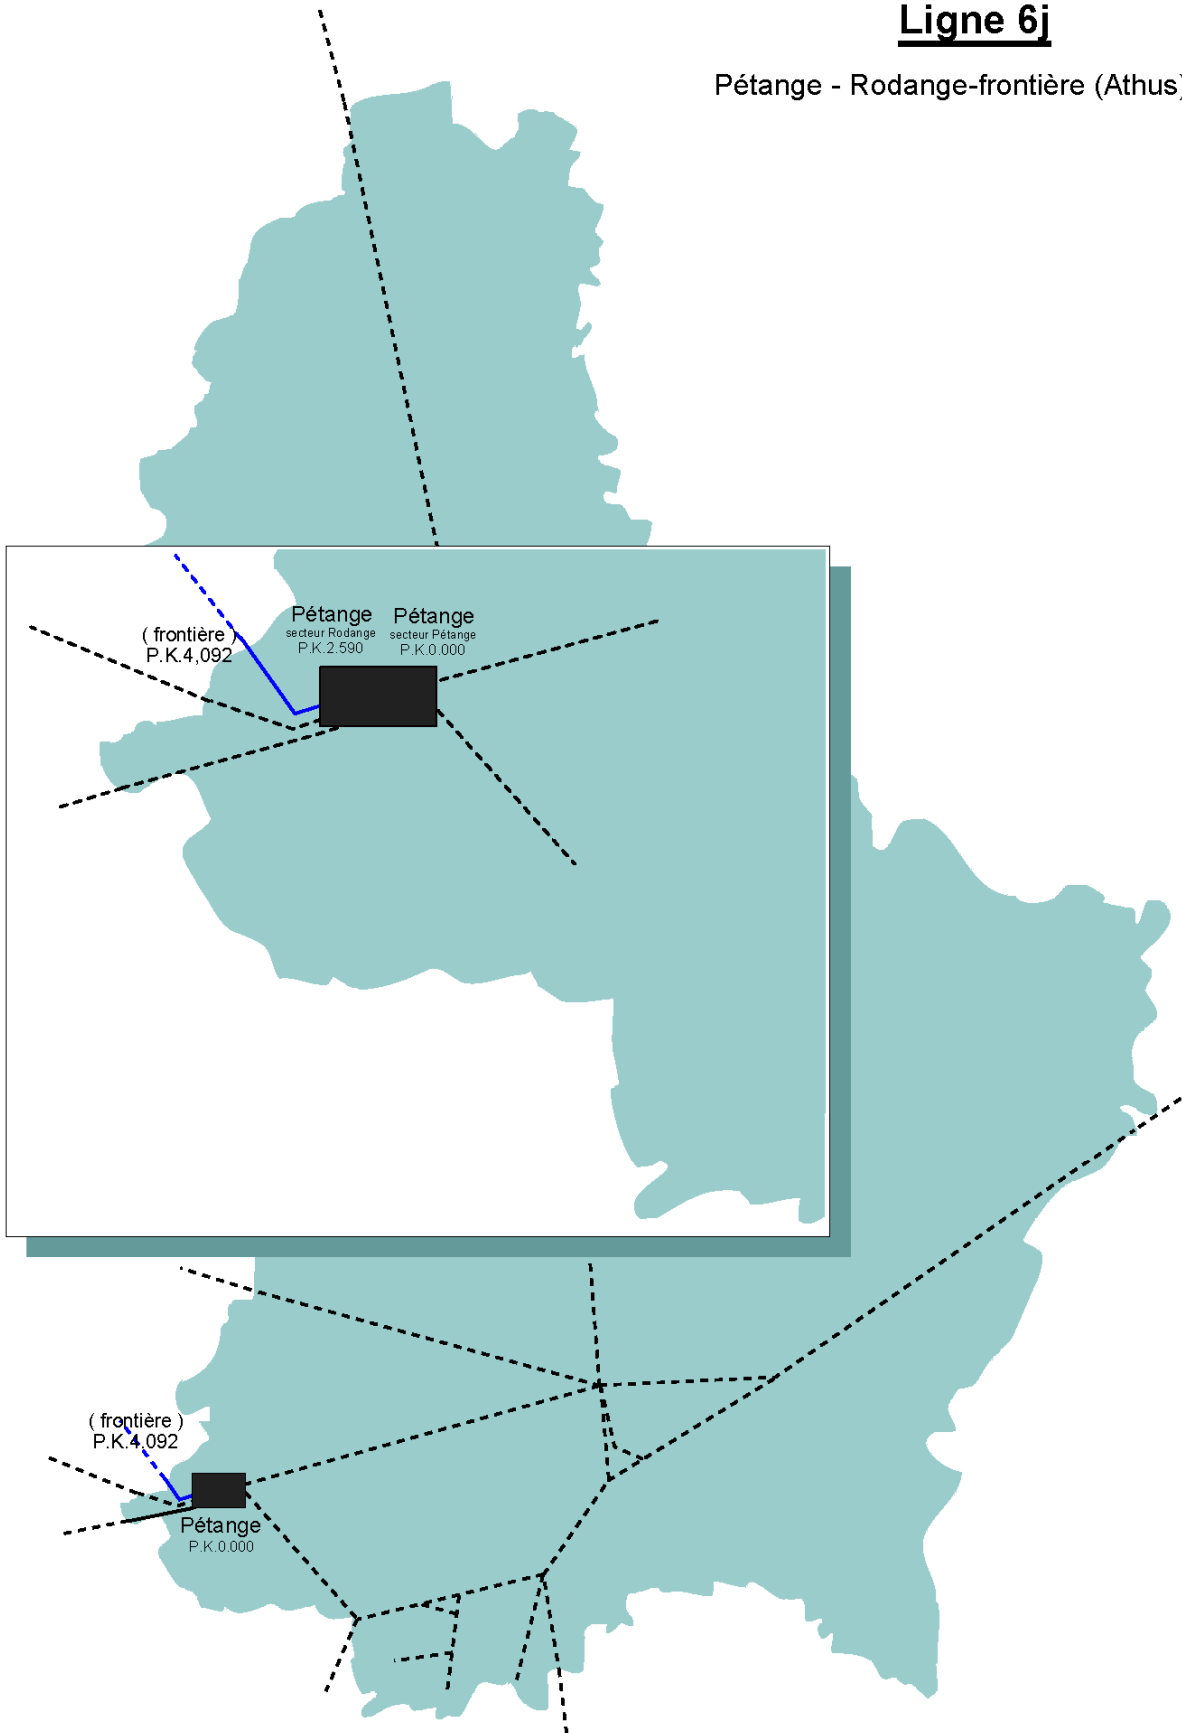 Ligne 6j
Pétange - Rodange-frontière (Athus)
Pétange
secteur Rodange
P.K.2.590
Pétange
secteur Pétange
P.K.0.000
( frontière )
P.K.4,092
( frontière )
P.K.4.092
Pétange
P.K.0.000